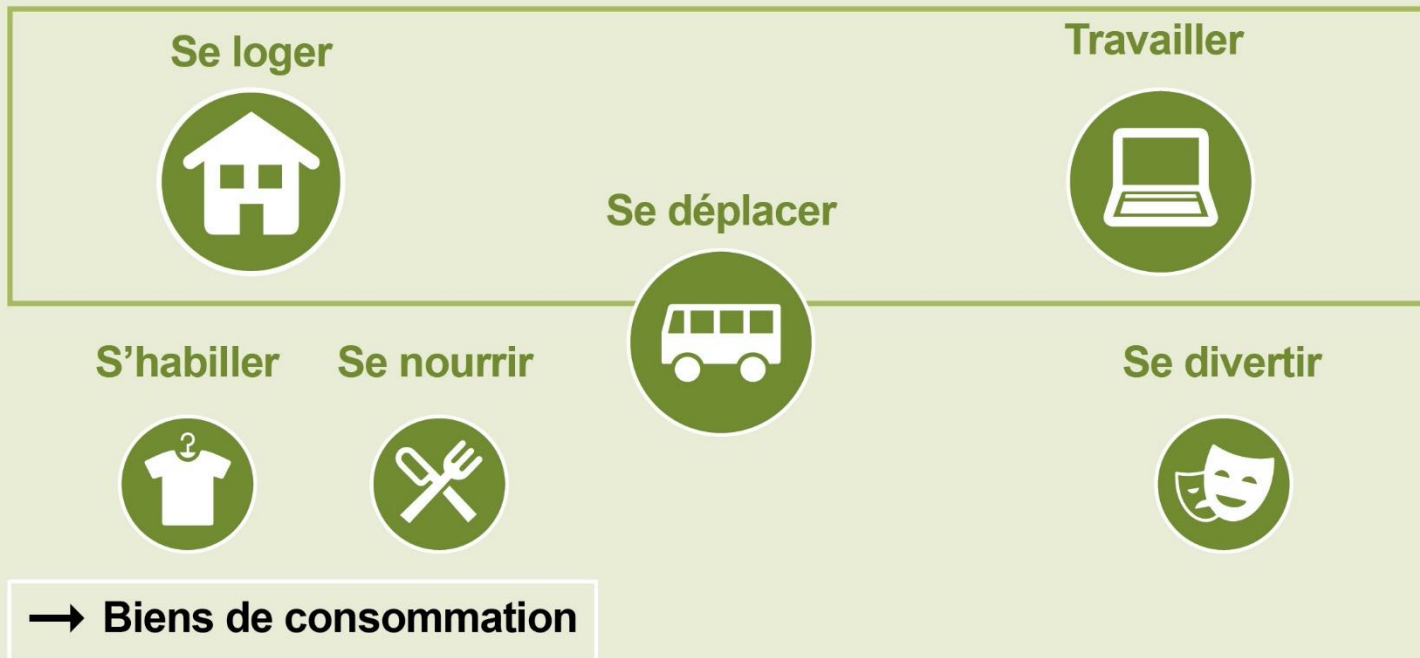 Se loger
Travailler
Se déplacer
S’habiller
Se nourrir
Se divertir
→ Biens de consommation